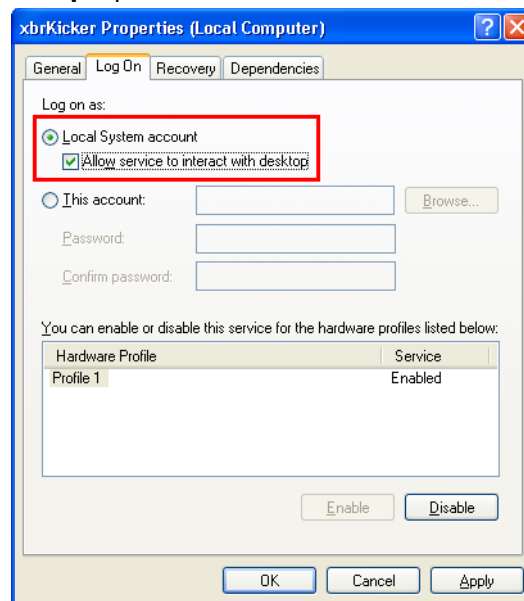 xbrKicker Properties (Local Computer)
General Log On Recovery Dependencies
Log on as:
Local System account
Allow service to interact with desktop
This account: Browse...
Password:
Confirm password:
You can enable or disable this service for the hardware profiles listed below:
Hardware Profile Service
Profile 1 Enabled
Enable Disable
OK Cancel Apply